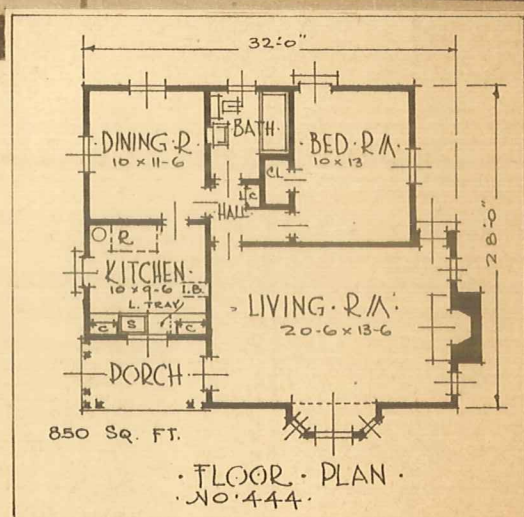 32'-0"
DINING·R.
10 x 11-6
BATH
BED·R'M.
10 x 13
CL
L
C
HALL
28'-0"
R
KITCHEN
10 x 9-6 I.B.
L. TRAY
C S C
LIVING·R'M.
20-6 x 13-6
PORCH
850 SQ. FT.
·FLOOR·PLAN·
·NO·444·